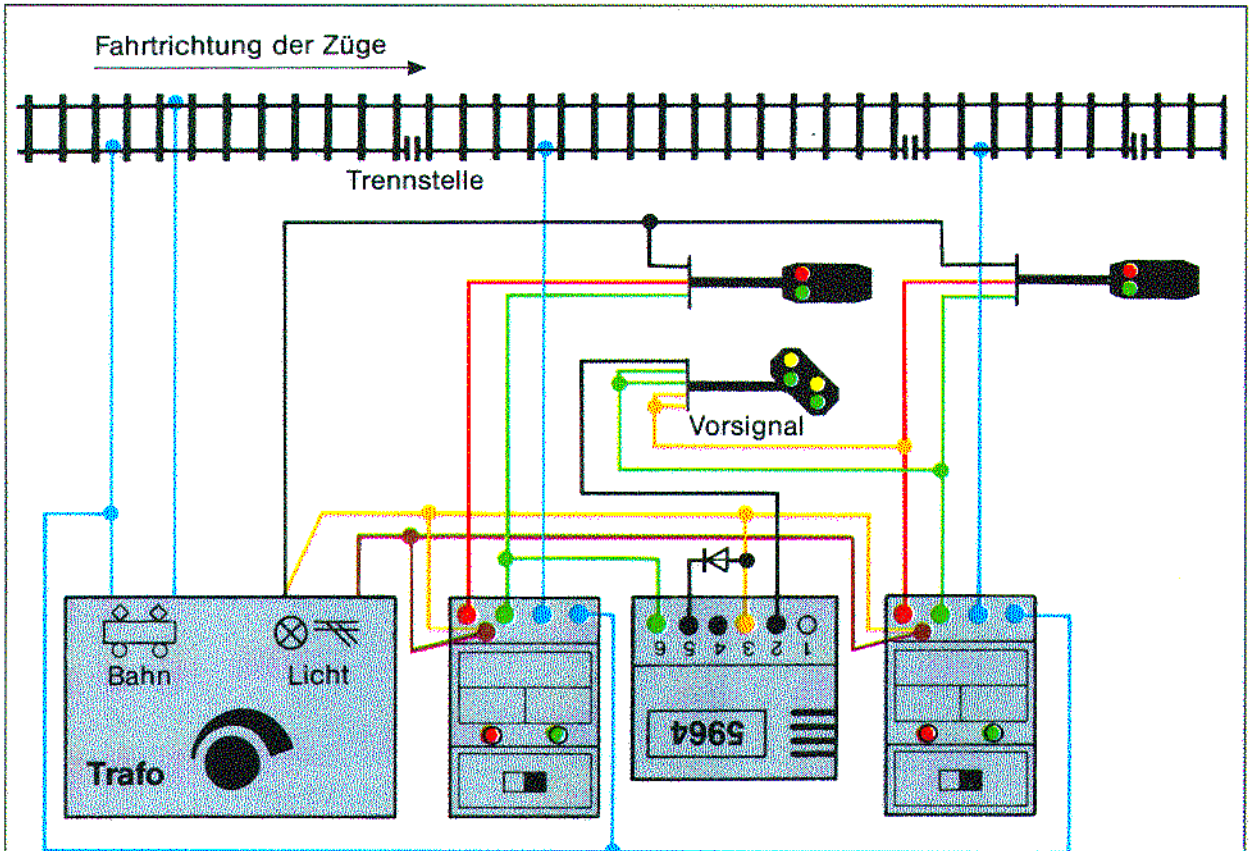 Fahrtrichtung der Züge
Trennstelle
Vorsignal
Bahn
Licht
Trafo
6 5 4 3 2 1
5964